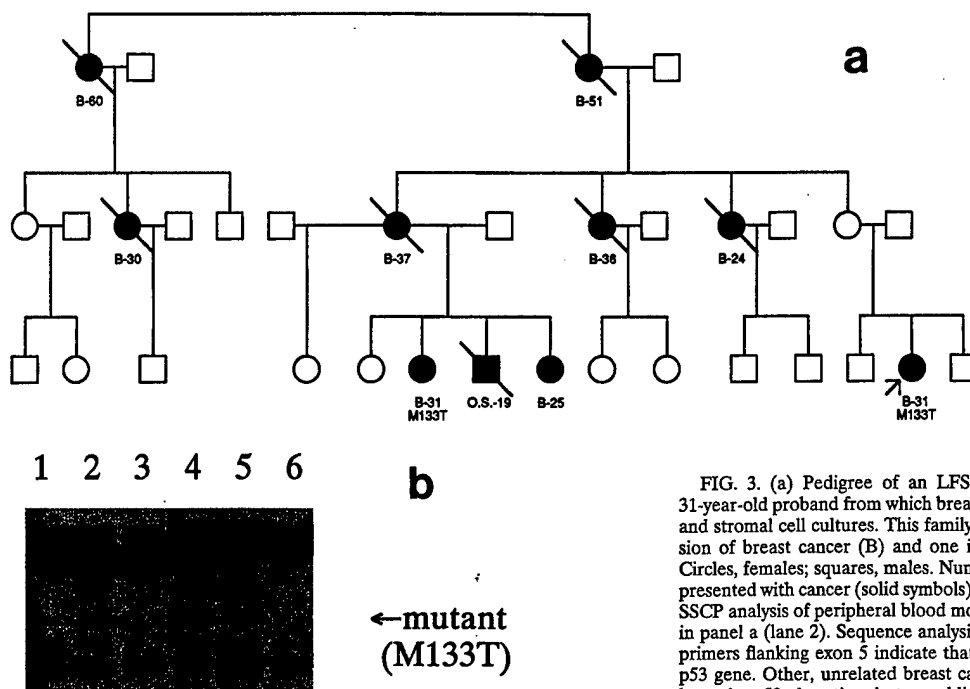 a
B-60
B-51
B-30
B-37
B-36
B-24
B-31
M133T
O.S.-19
B-25
B-31
M133T
1 2 3 4 5 6
b
←mutant
(M133T)
FIG. 3. (a) Pedigree of an LFS
31-year-old proband from which brea
and stromal cell cultures. This family
sion of breast cancer (B) and one i
Circles, females; squares, males. Num
presented with cancer (solid symbols)
SSCP analysis of peripheral blood mo
in panel a (lane 2). Sequence analysi
primers flanking exon 5 indicate tha
p53 gene. Other, unrelated breast ca